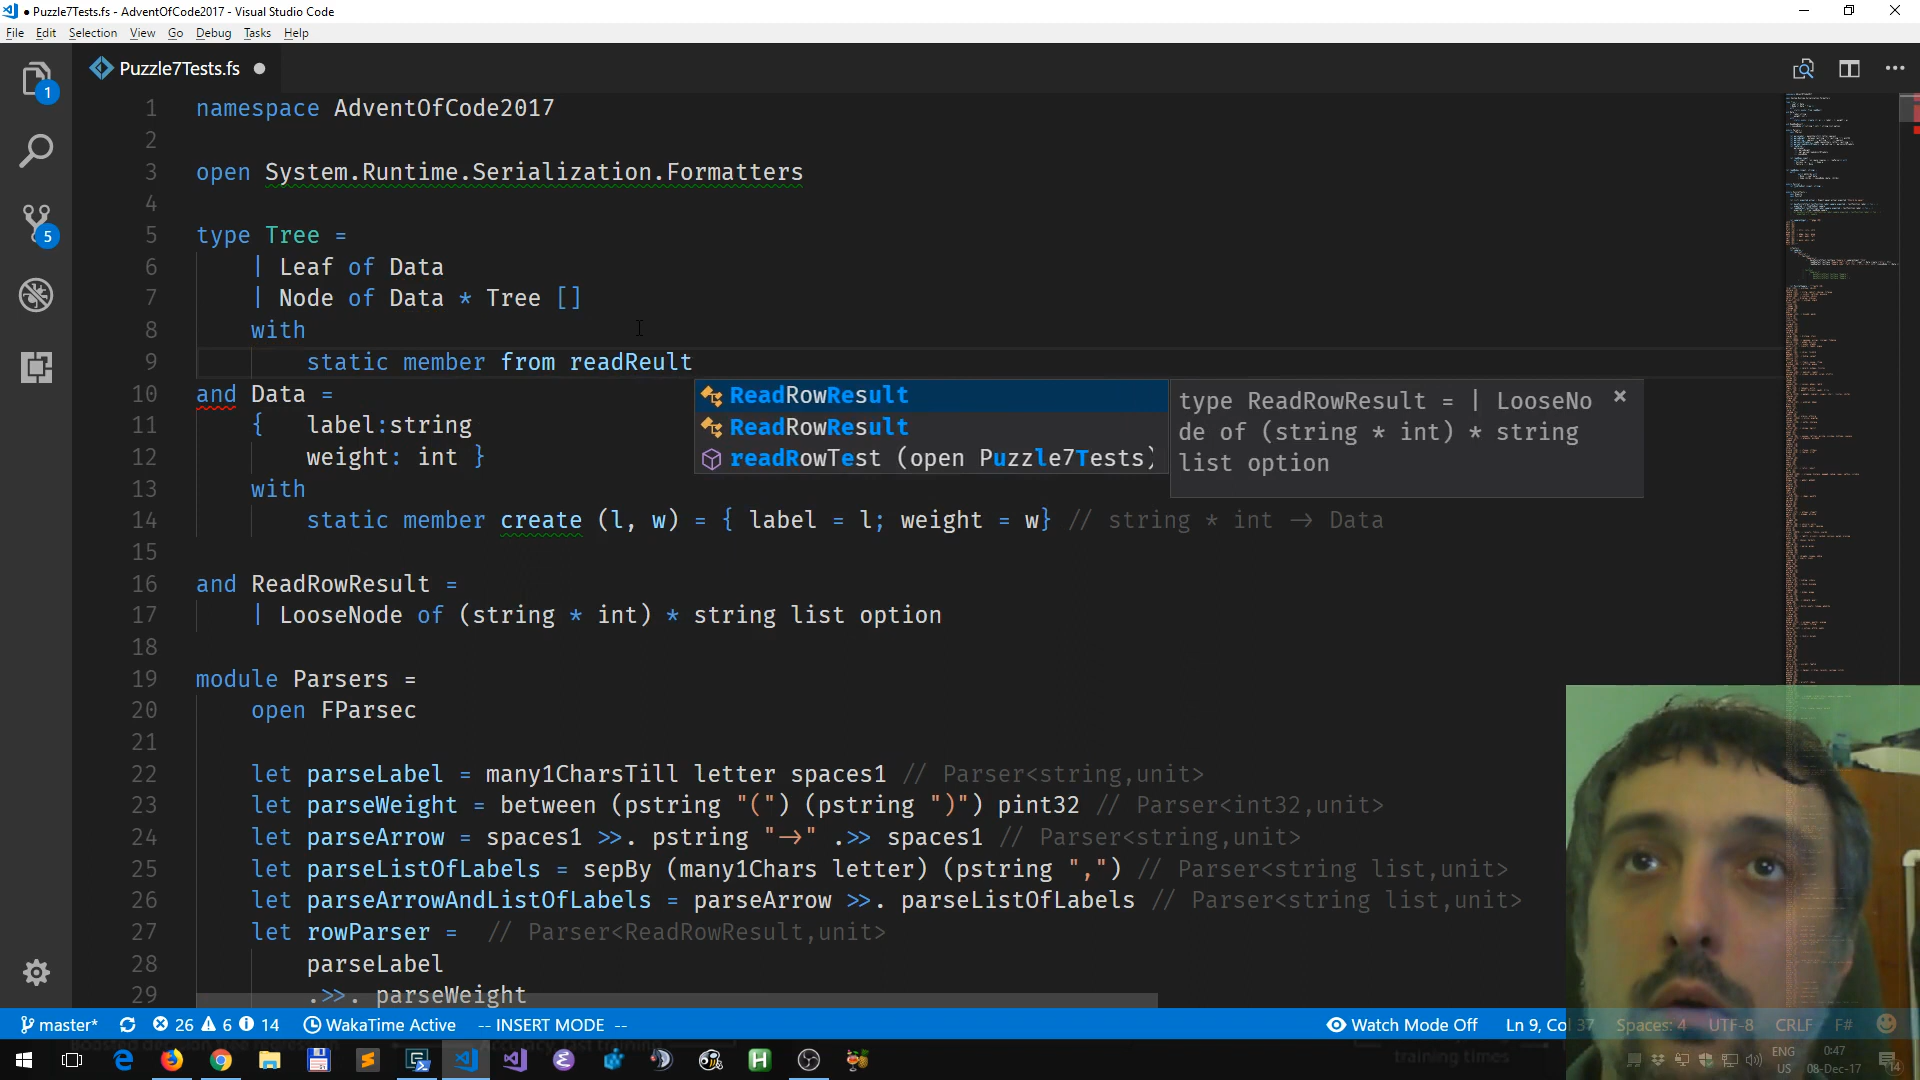 ● Puzzle7Tests.fs - AdventOfCode2017 - Visual Studio Code
File Edit Selection View Go Debug Tasks Help
1
Puzzle7Tests.fs ●
5
1 namespace AdventOfCode2017
2
3 open System.Runtime.Serialization.Formatters
4
5 type Tree =
6 | Leaf of Data
7 | Node of Data * Tree []
8 with
9 static member from readReult
10 and Data =
11 { label:string
12 weight: int }
13 with
14 static member create (l, w) = { label = l; weight = w} // string * int → Data
15
16 and ReadRowResult =
17 | LooseNode of (string * int) * string list option
18
19 module Parsers =
20 open FParsec
21
22 let parseLabel = many1CharsTill letter spaces1 // Parser<string,unit>
23 let parseWeight = between (pstring "(") (pstring ")") pint32 // Parser<int32,unit>
24 let parseArrow = spaces1 >>. pstring "→" .>> spaces1 // Parser<string,unit>
25 let parseListOfLabels = sepBy (many1Chars letter) (pstring ",") // Parser<string list,unit>
26 let parseArrowAndListOfLabels = parseArrow >>. parseListOfLabels // Parser<string list,unit>
27 let rowParser = // Parser<ReadRowResult,unit>
28 parseLabel
29 .>>. parseWeight
ReadRowResult
ReadRowResult
readRowTest (open Puzzle7Tests)
type ReadRowResult = | LooseNo
de of (string * int) * string
list option
master* 26 6 14 WakaTime Active -- INSERT MODE -- Watch Mode Off Ln 9, Col 37 Spaces: 4 UTF-8 CRLF F#
training times
ENG
US
0:47
08-Dec-17
14